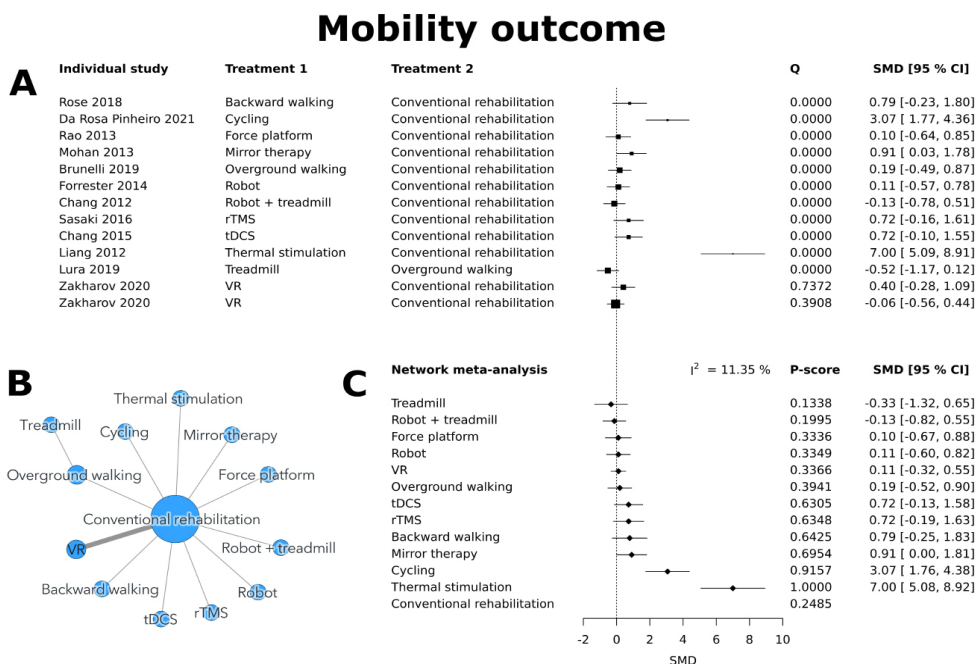 Mobility outcome
A
Individual study Treatment 1 Treatment 2 Q SMD [95 % CI]
Rose 2018 Backward walking Conventional rehabilitation 0.0000 0.79 [-0.23, 1.80]
Da Rosa Pinheiro 2021 Cycling Conventional rehabilitation 0.0000 3.07 [ 1.77, 4.36]
Rao 2013 Force platform Conventional rehabilitation 0.0000 0.10 [-0.64, 0.85]
Mohan 2013 Mirror therapy Conventional rehabilitation 0.0000 0.91 [ 0.03, 1.78]
Brunelli 2019 Overground walking Conventional rehabilitation 0.0000 0.19 [-0.49, 0.87]
Forrester 2014 Robot Conventional rehabilitation 0.0000 0.11 [-0.57, 0.78]
Chang 2012 Robot + treadmill Conventional rehabilitation 0.0000 -0.13 [-0.78, 0.51]
Sasaki 2016 rTMS Conventional rehabilitation 0.0000 0.72 [-0.16, 1.61]
Chang 2015 tDCS Conventional rehabilitation 0.0000 0.72 [-0.10, 1.55]
Liang 2012 Thermal stimulation Conventional rehabilitation 0.0000 7.00 [ 5.09, 8.91]
Lura 2019 Treadmill Overground walking 0.0000 -0.52 [-1.17, 0.12]
Zakharov 2020 VR Conventional rehabilitation 0.7372 0.40 [-0.28, 1.09]
Zakharov 2020 VR Conventional rehabilitation 0.3908 -0.06 [-0.56, 0.44]
B
Thermal stimulation
Treadmill
Cycling
Mirror therapy
Overground walking
Force platform
Conventional rehabilitation
VR
Robot + treadmill
Backward walking
Robot
tDCS
rTMS
C
Network meta-analysis I2 = 11.35 % P-score SMD [95 % CI]
Treadmill 0.1338 -0.33 [-1.32, 0.65]
Robot + treadmill 0.1995 -0.13 [-0.82, 0.55]
Force platform 0.3336 0.10 [-0.67, 0.88]
Robot 0.3349 0.11 [-0.60, 0.82]
VR 0.3366 0.11 [-0.32, 0.55]
Overground walking 0.3941 0.19 [-0.52, 0.90]
tDCS 0.6305 0.72 [-0.13, 1.58]
rTMS 0.6348 0.72 [-0.19, 1.63]
Backward walking 0.6425 0.79 [-0.25, 1.83]
Mirror therapy 0.6954 0.91 [ 0.00, 1.81]
Cycling 0.9157 3.07 [ 1.76, 4.38]
Thermal stimulation 1.0000 7.00 [ 5.08, 8.92]
Conventional rehabilitation 0.2485
-2 0 2 4 6 8 10
SMD